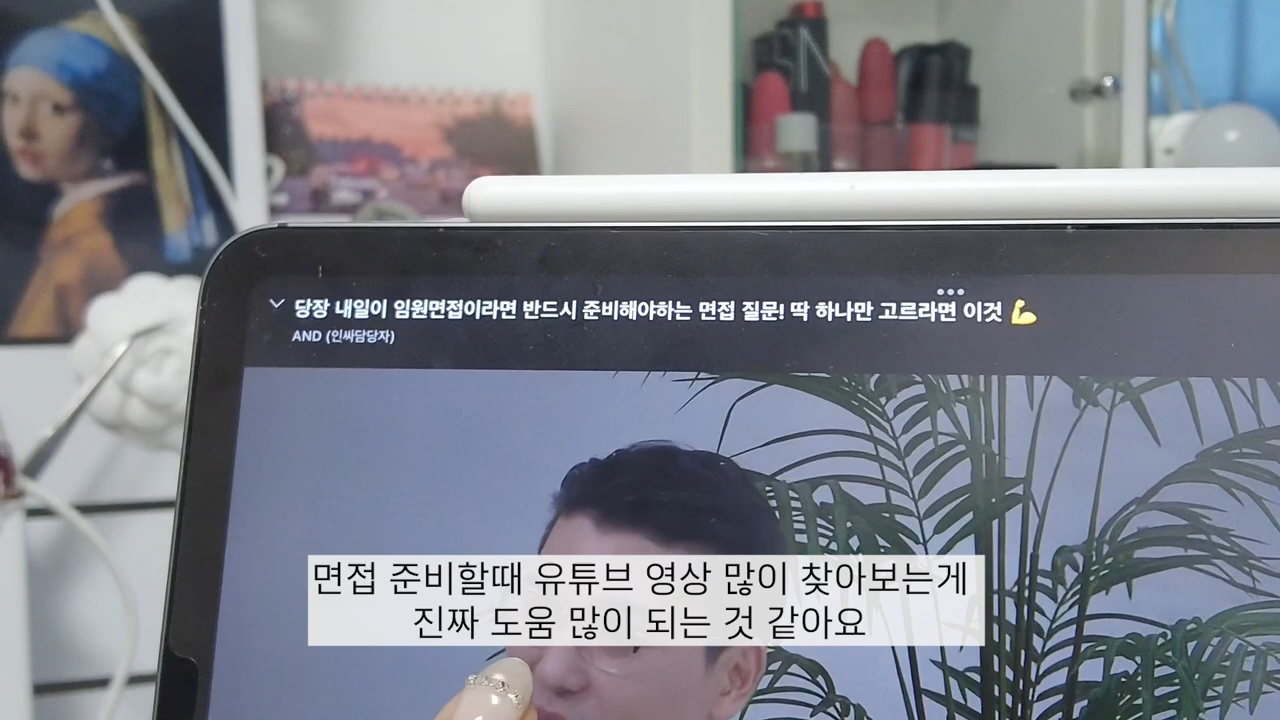 당장 내일이 임원면접이라면 반드시 준비해야하는 면접 질문! 딱 하나만 고르라면 이것 💪
AND (인싸담당자)
면접 준비할때 유튜브 영상 많이 찾아보는게
진짜 도움 많이 되는 것 같아요